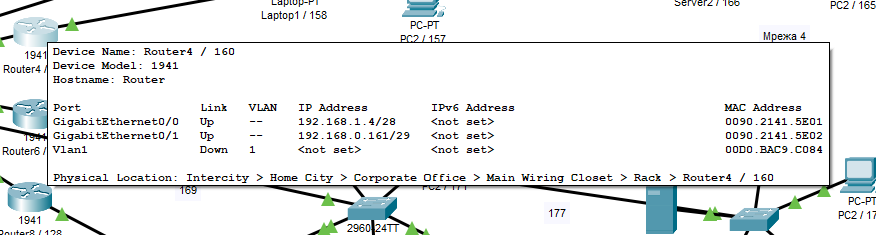 Laptop-PT
Laptop1 / 158
PC-PT
PC2 / 157
Server2 / 166
PC2 / 165
Мрежа 4
1941
Router4 /
Device Name: Router4 / 160
Device Model: 1941
Hostname: Router
Port Link VLAN IP Address IPv6 Address MAC Address
GigabitEthernet0/0 Up -- 192.168.1.4/28 <not set> 0090.2141.5E01
GigabitEthernet0/1 Up -- 192.168.0.161/29 <not set> 0090.2141.5E02
Vlan1 Down 1 <not set> <not set> 00D0.BAC9.C084
Physical Location: Intercity > Home City > Corporate Office > Main Wiring Closet > Rack > Router4 / 160
1941
Router6 /
169
PC2 / 171
177
1941
Router8 / 128
2960-24TT
PC-PT
PC2 / 17